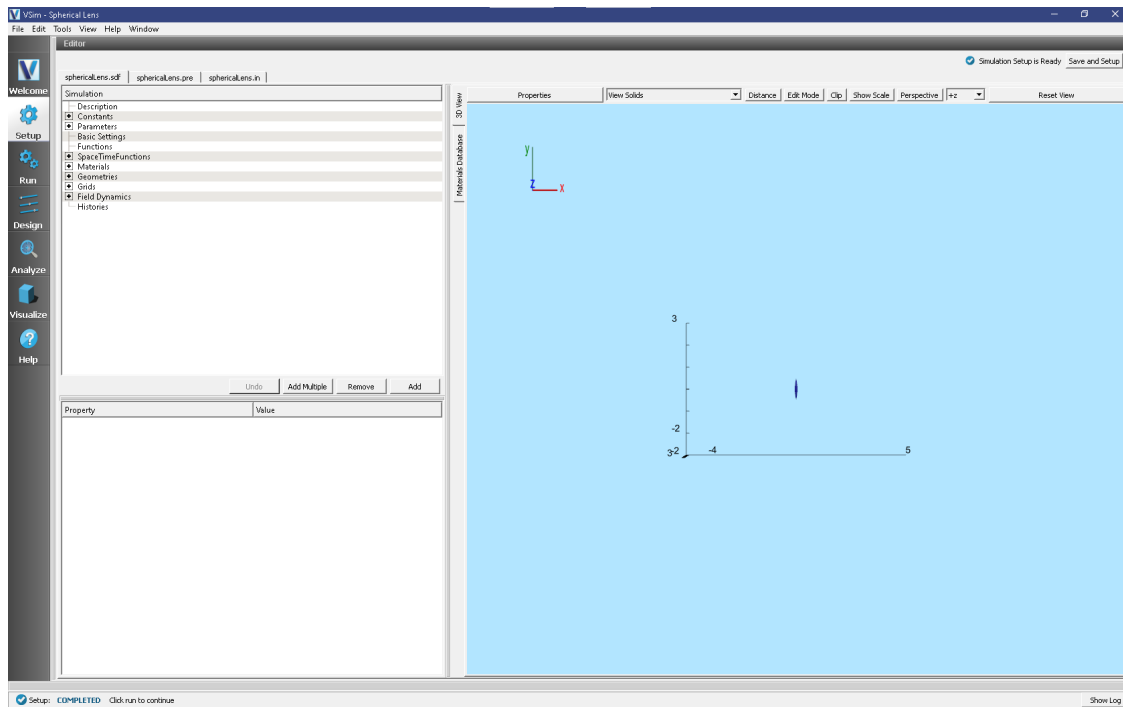 VSim - Spherical Lens
File Edit Tools View Help Window
Editor
Simulation Setup is Ready Save and Setup
sphericalLens.sdf sphericalLens.pre sphericalLens.in
Welcome
Setup
Run
Design
Analyze
Visualize
Help
Simulation
Description
Constants
Parameters
Basic Settings
Functions
SpaceTimeFunctions
Materials
Geometries
Grids
Field Dynamics
Histories
Undo Add Multiple Remove Add
Property Value
3D View
Materials Database
Properties View Solids Distance Edit Mode Clip Show Scale Perspective +z Reset View
y
z x
3
-2
3 -2 -4 5
Setup: COMPLETED Click run to continue
Show Log